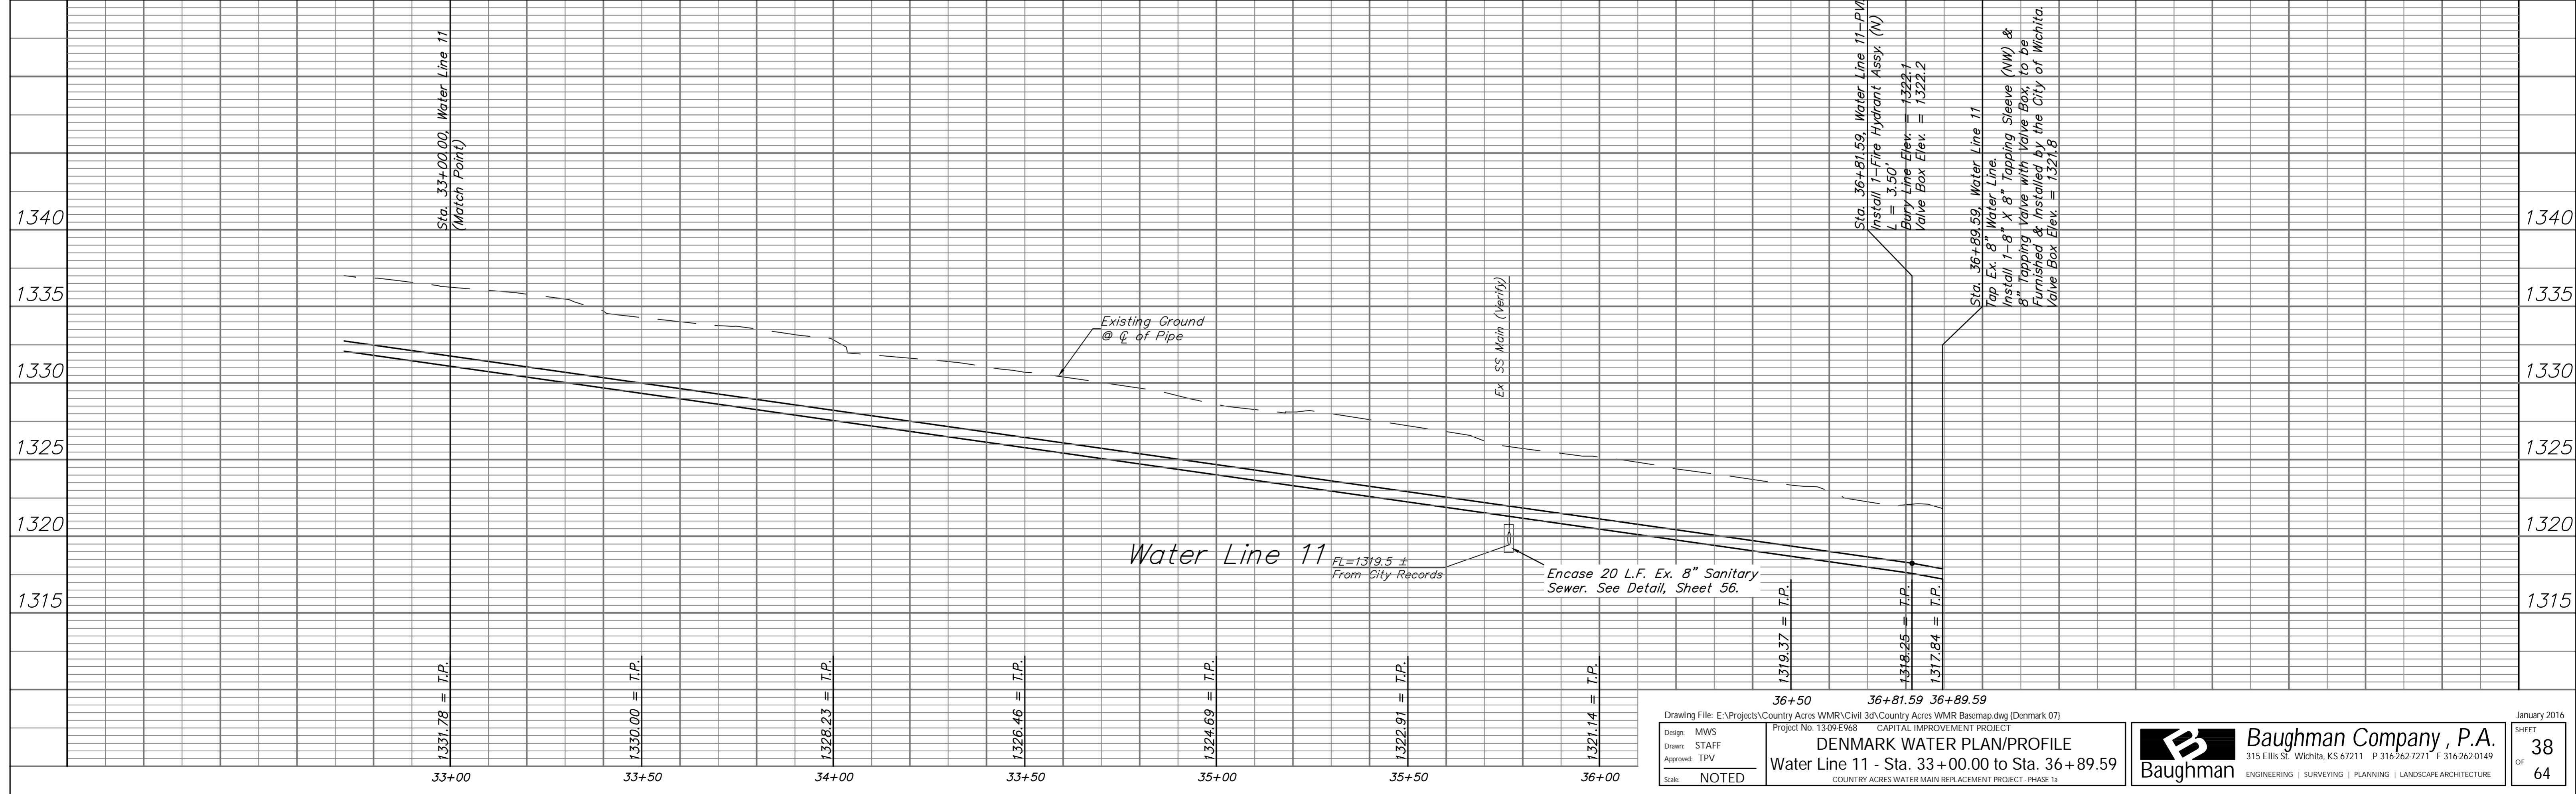 Sta. 33+00.00, Water Line 11
(Match Point)
Sta. 36+81.59, Water Line 11-PVI
Install 1-Fire Hydrant Assy. (N)
L = 3.50'
Bury Line Elev. = 1322.1
Valve Box Elev. = 1322.2
Sta. 36+89.59, Water Line 11
Tap Ex. 8" Water Line.
Install 1-8" X 8" Tapping Sleeve (NW) &
8" Tapping Valve with Valve Box, to be
Furnished & Installed by the City of Wichita.
Valve Box Elev. = 1321.8
1340
1335
1330
1325
1320
1315
1340
1335
1330
1325
1320
1315
Existing Ground
@ ℄ of Pipe
Ex SS Main (Verify)
Water Line 11
FL=1319.5 ±
From City Records
Encase 20 L.F. Ex. 8" Sanitary
Sewer. See Detail, Sheet 56.
1331.78 = T.P.
1330.00 = T.P.
1328.23 = T.P.
1326.46 = T.P.
1324.69 = T.P.
1322.91 = T.P.
1321.14 = T.P.
1319.37 = T.P.
1318.25 = T.P.
1317.84 = T.P.
33+00
33+50
34+00
33+50
35+00
35+50
36+00
36+50
36+81.59
36+89.59
Drawing File: E:\Projects\Country Acres WMR\Civil 3d\Country Acres WMR Basemap.dwg (Denmark 07)
January 2016
Design: MWS
Drawn: STAFF
Approved: TPV
Scale: NOTED
Project No. 13-09-E968 CAPITAL IMPROVEMENT PROJECT
DENMARK WATER PLAN/PROFILE
Water Line 11 - Sta. 33+00.00 to Sta. 36+89.59
COUNTRY ACRES WATER MAIN REPLACEMENT PROJECT - PHASE 1a
Baughman
Baughman Company, P.A.
315 Ellis St. Wichita, KS 67211 P 316-262-7271 F 316-262-0149
ENGINEERING | SURVEYING | PLANNING | LANDSCAPE ARCHITECTURE
SHEET
38
OF
64